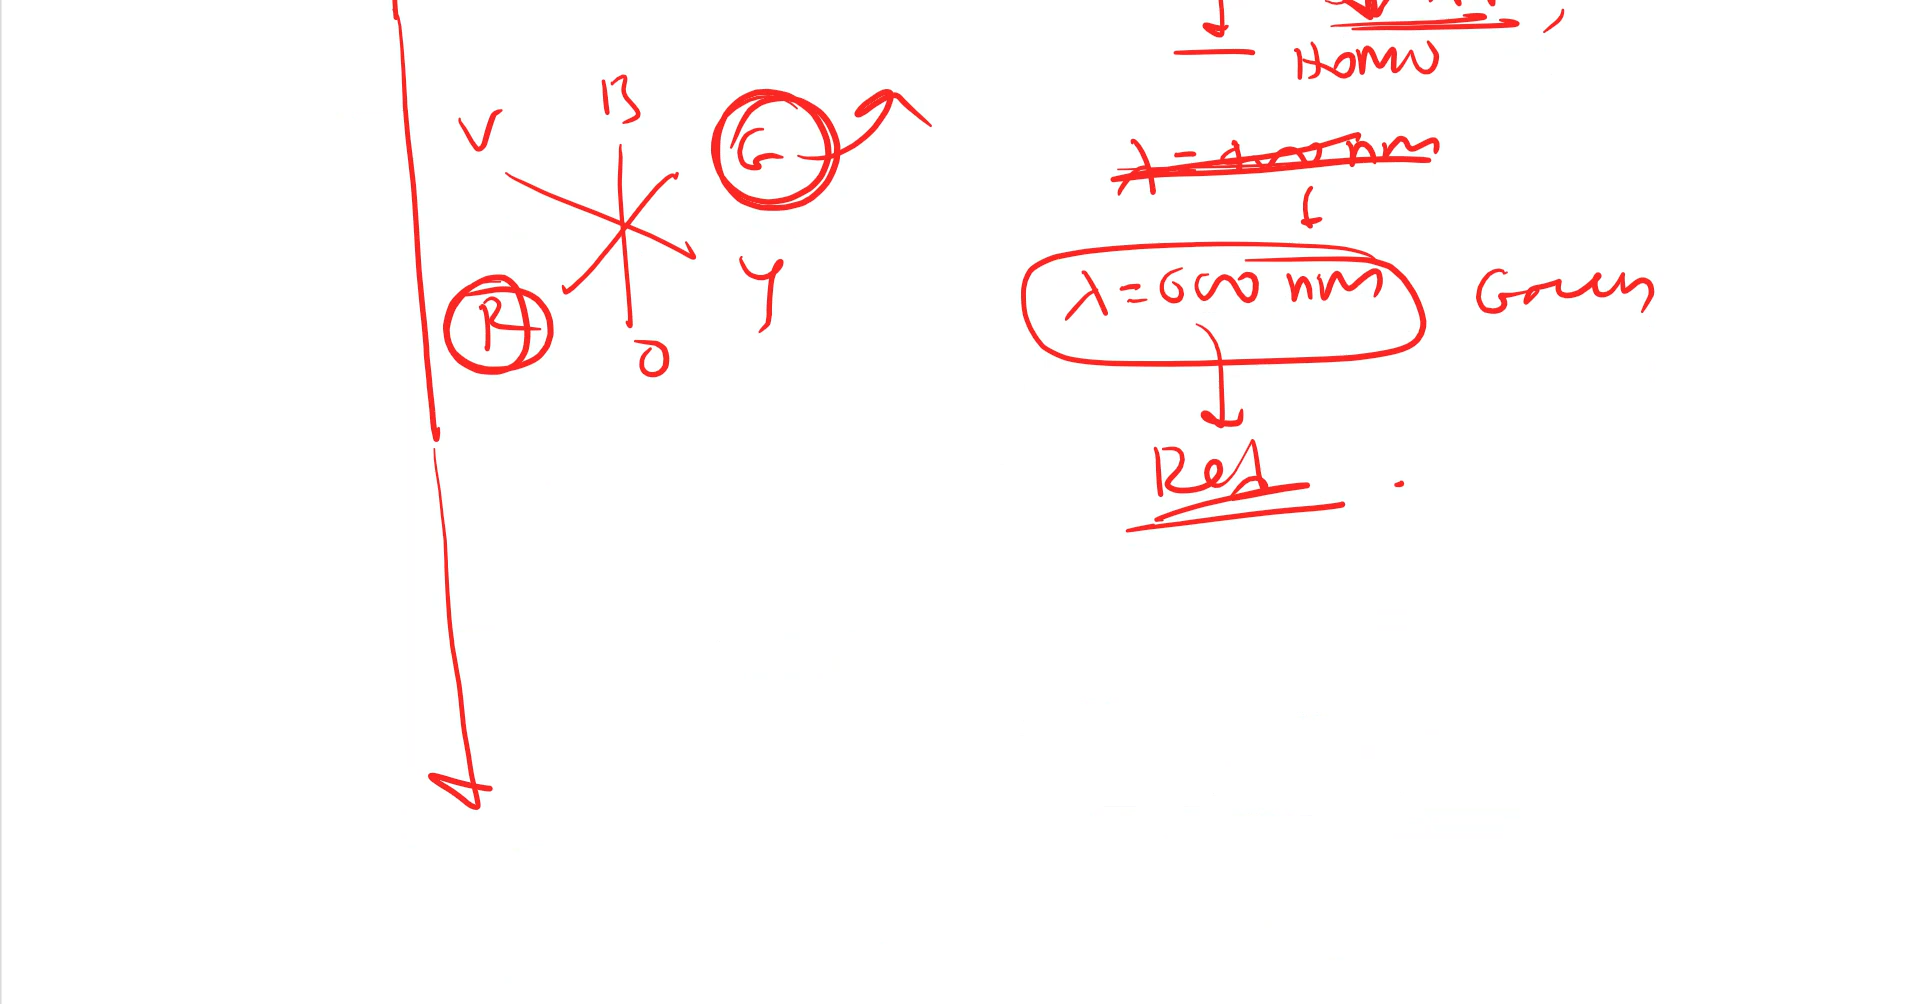 Homo
V B G
λ = 600 nm Green
R Y
O
Red